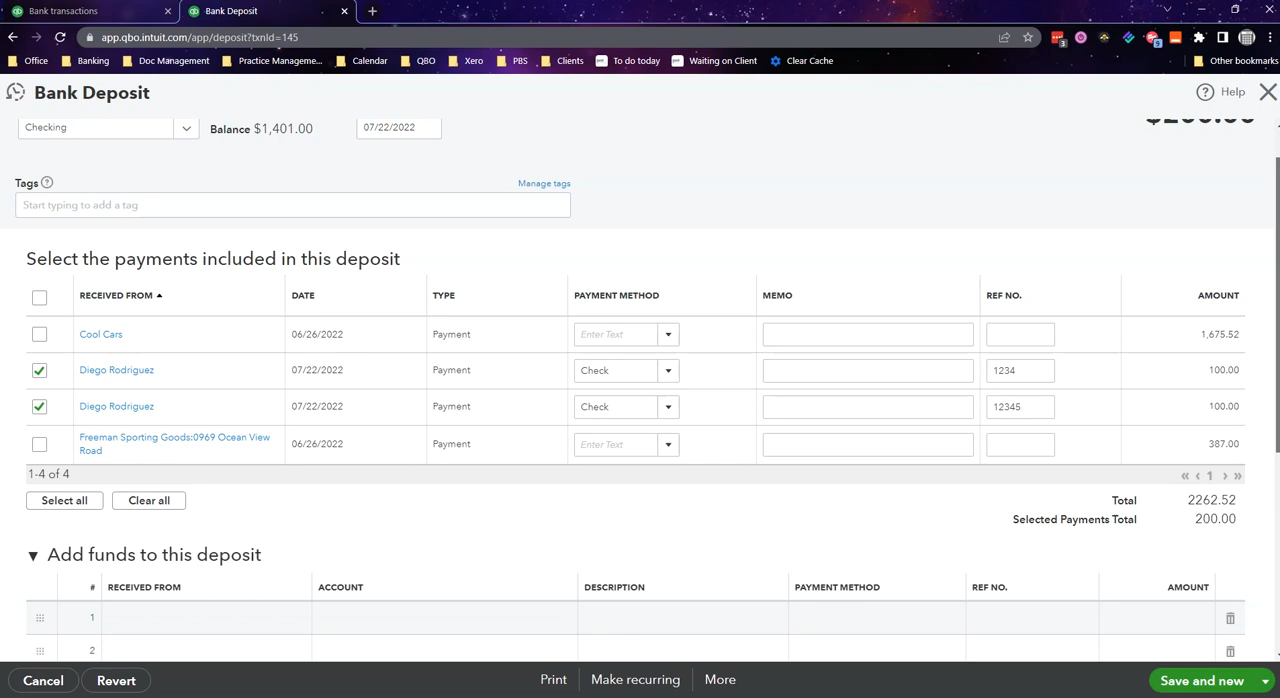 Bank transactions
Bank Deposit
app.qbo.intuit.com/app/deposit?txnId=145
Office Banking Doc Management Practice Manageme... Calendar QBO Xero PBS Clients To do today Waiting on Client Clear Cache Other bookmarks
Bank Deposit
Help
Checking
Balance $1,401.00
07/22/2022
Tags
Manage tags
Start typing to add a tag
Select the payments included in this deposit
RECEIVED FROM DATE TYPE PAYMENT METHOD MEMO REF NO. AMOUNT
Cool Cars 06/26/2022 Payment Enter Text 1,675.52
Diego Rodriguez 07/22/2022 Payment Check 1234 100.00
Diego Rodriguez 07/22/2022 Payment Check 12345 100.00
Freeman Sporting Goods:0969 Ocean View
Road
06/26/2022 Payment Enter Text 387.00
1-4 of 4
« ‹ 1 › »
Select all Clear all
Total 2262.52
Selected Payments Total 200.00
▼ Add funds to this deposit
# RECEIVED FROM ACCOUNT DESCRIPTION PAYMENT METHOD REF NO. AMOUNT
1
2
Cancel Revert Print Make recurring More Save and new